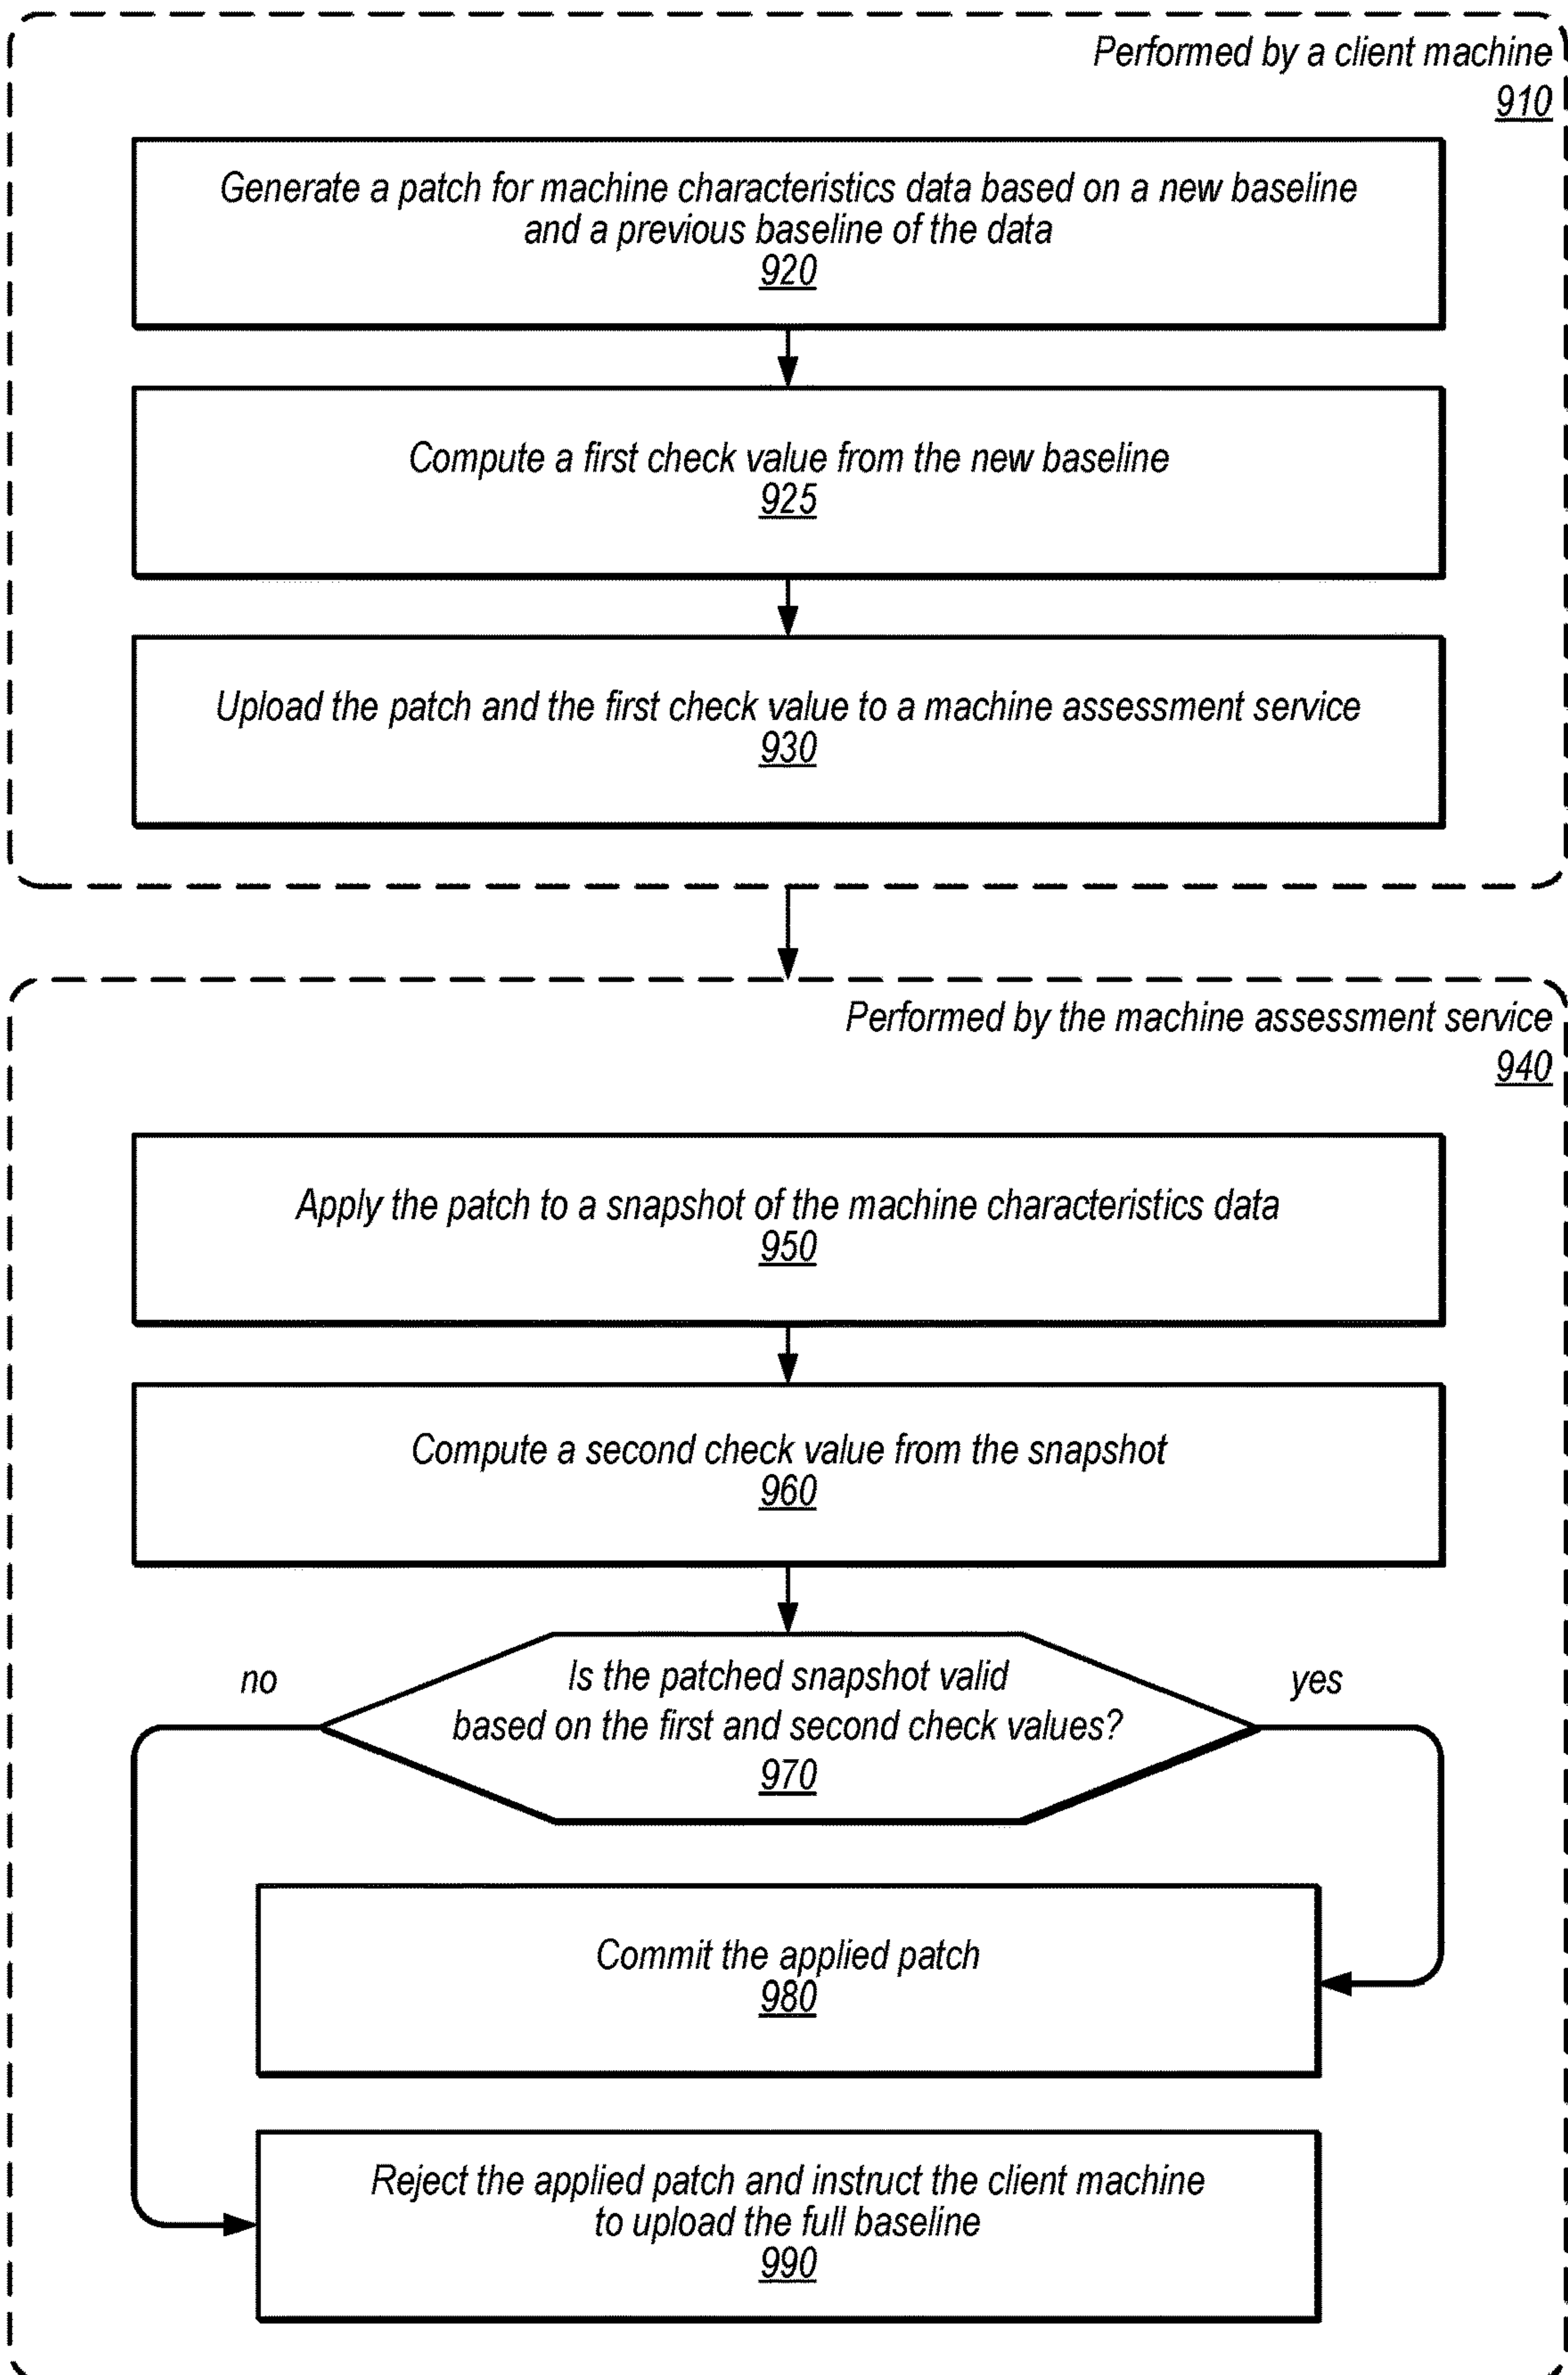 Performed by a client machine
910
Generate a patch for machine characteristics data based on a new baseline
and a previous baseline of the data
920
Compute a first check value from the new baseline
925
Upload the patch and the first check value to a machine assessment service
930
Performed by the machine assessment service
940
Apply the patch to a snapshot of the machine characteristics data
950
Compute a second check value from the snapshot
960
no
Is the patched snapshot valid
yes
based on the first and second check values?
970
Commit the applied patch
980
Reject the applied patch and instruct the client machine
to upload the full baseline
990